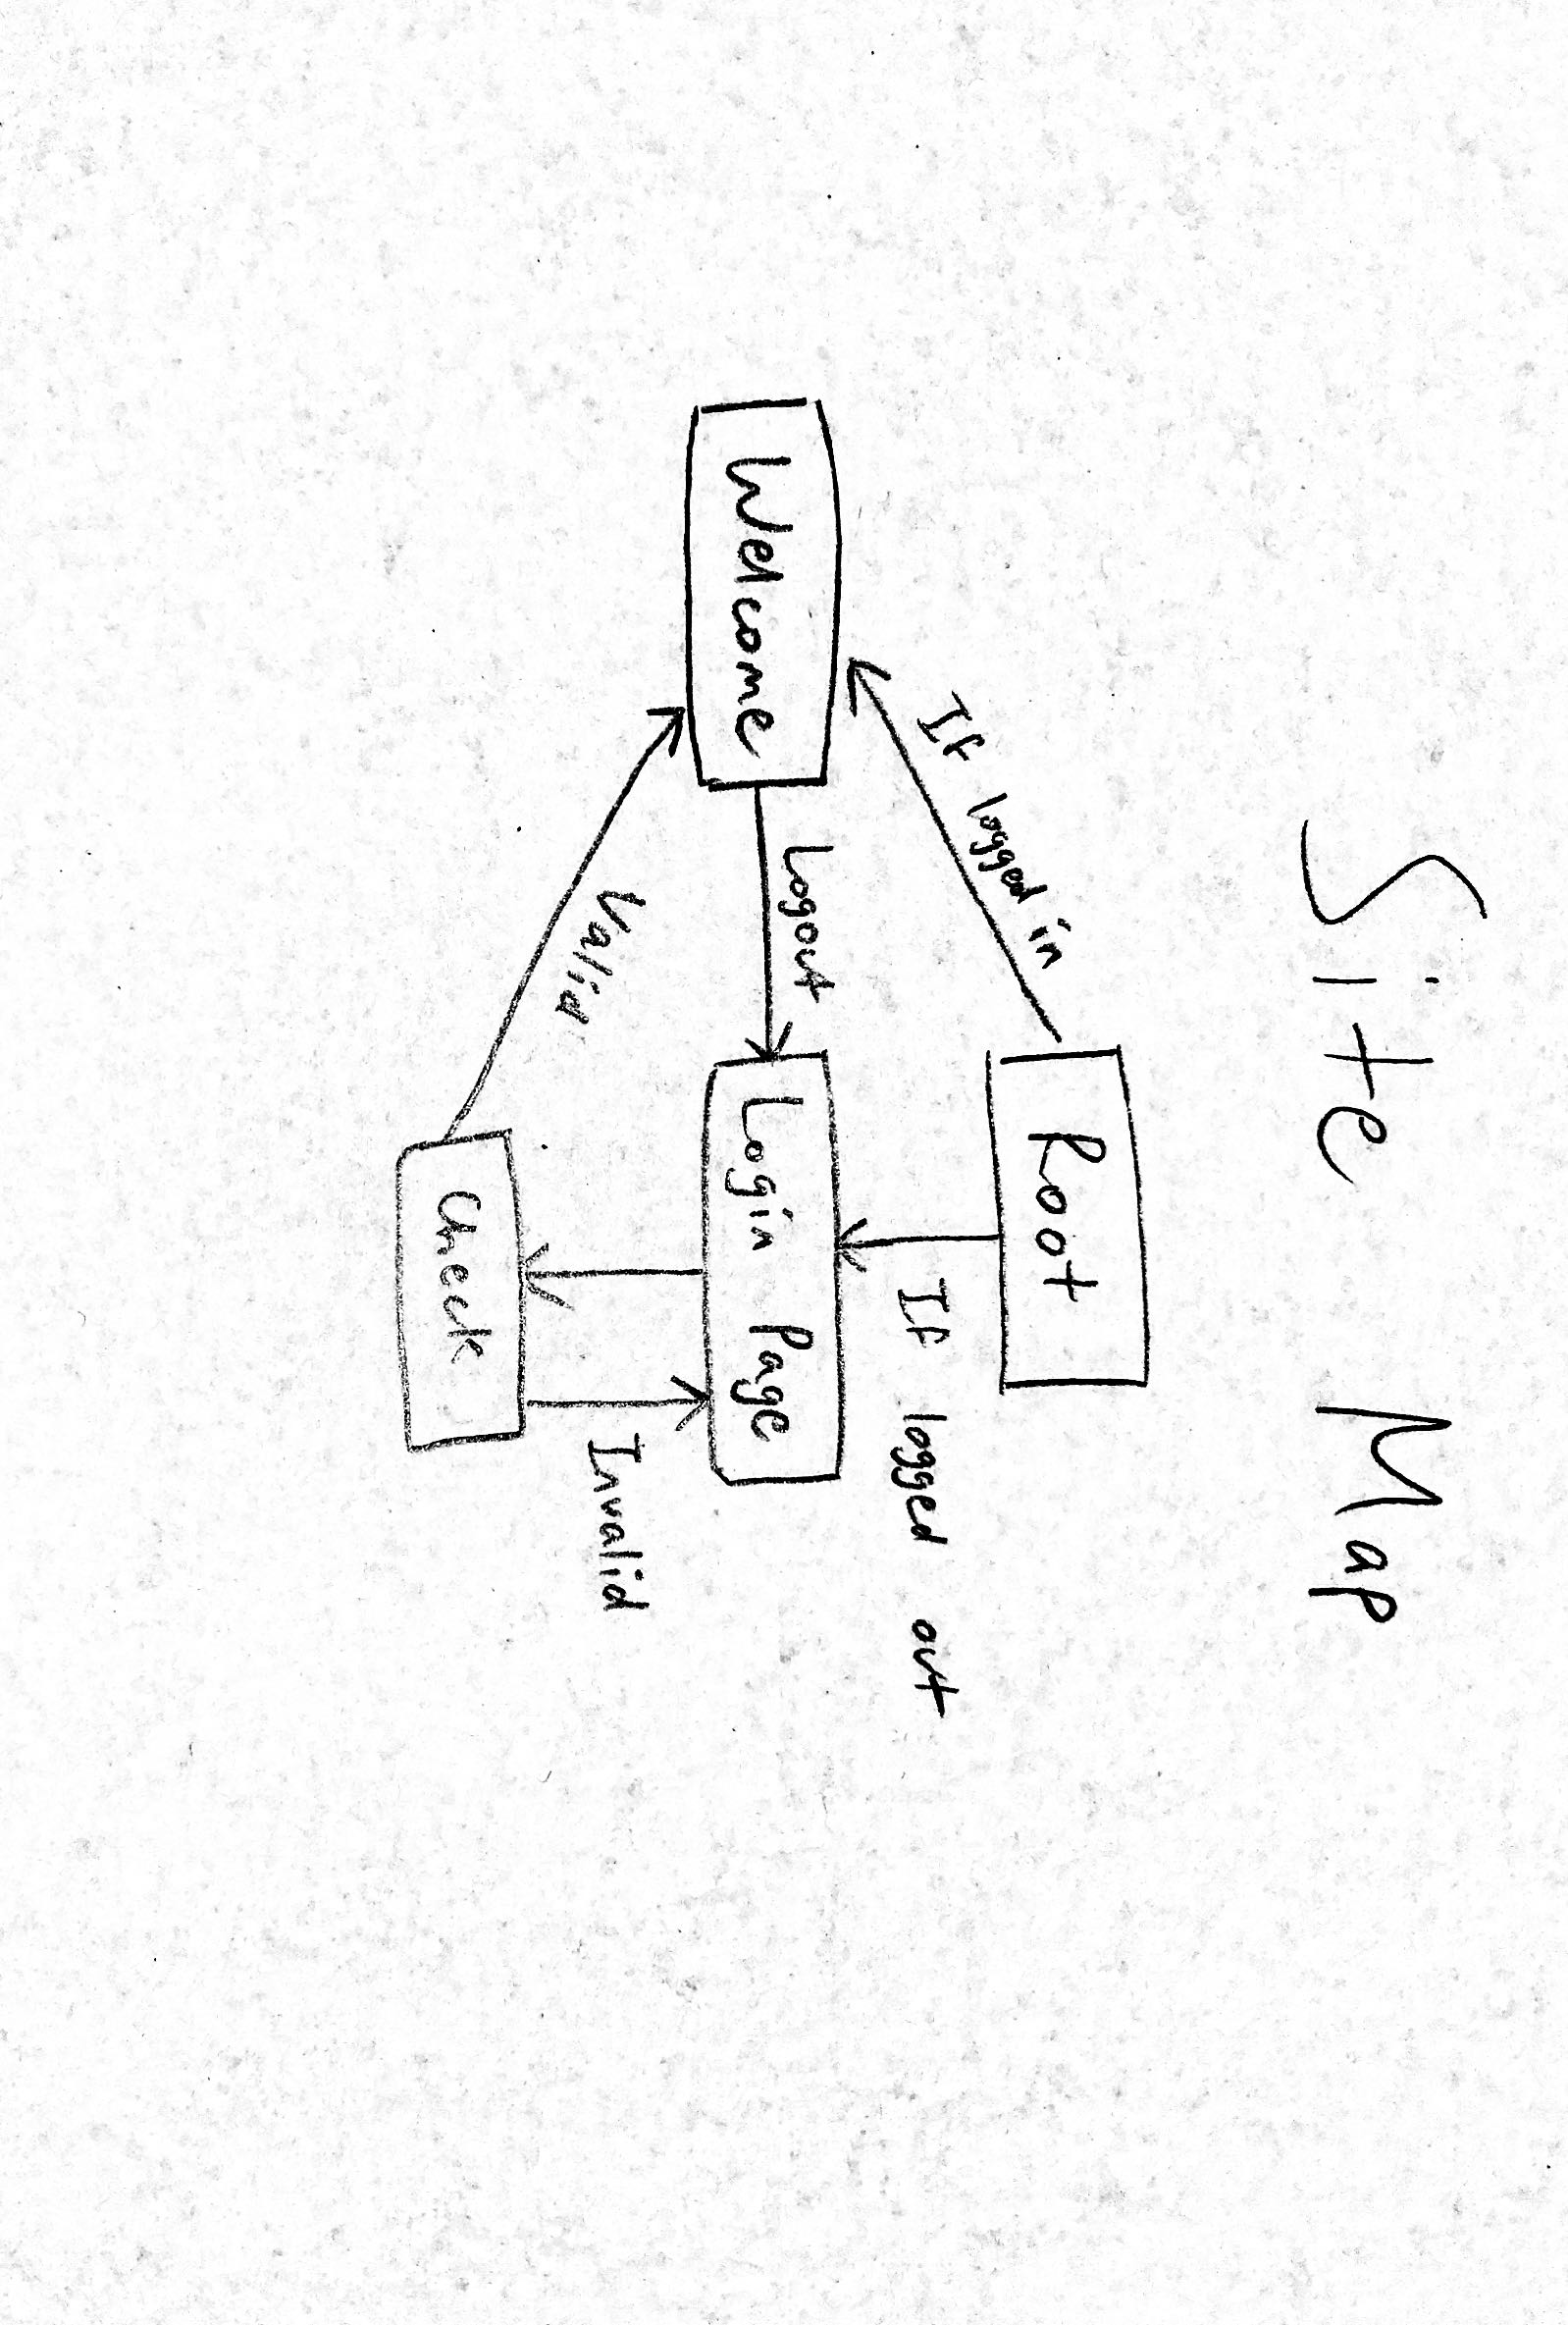 Site Map
Root
If logged in
If logged out
Welcome
Logout
Login Page
Valid
Invalid
Check